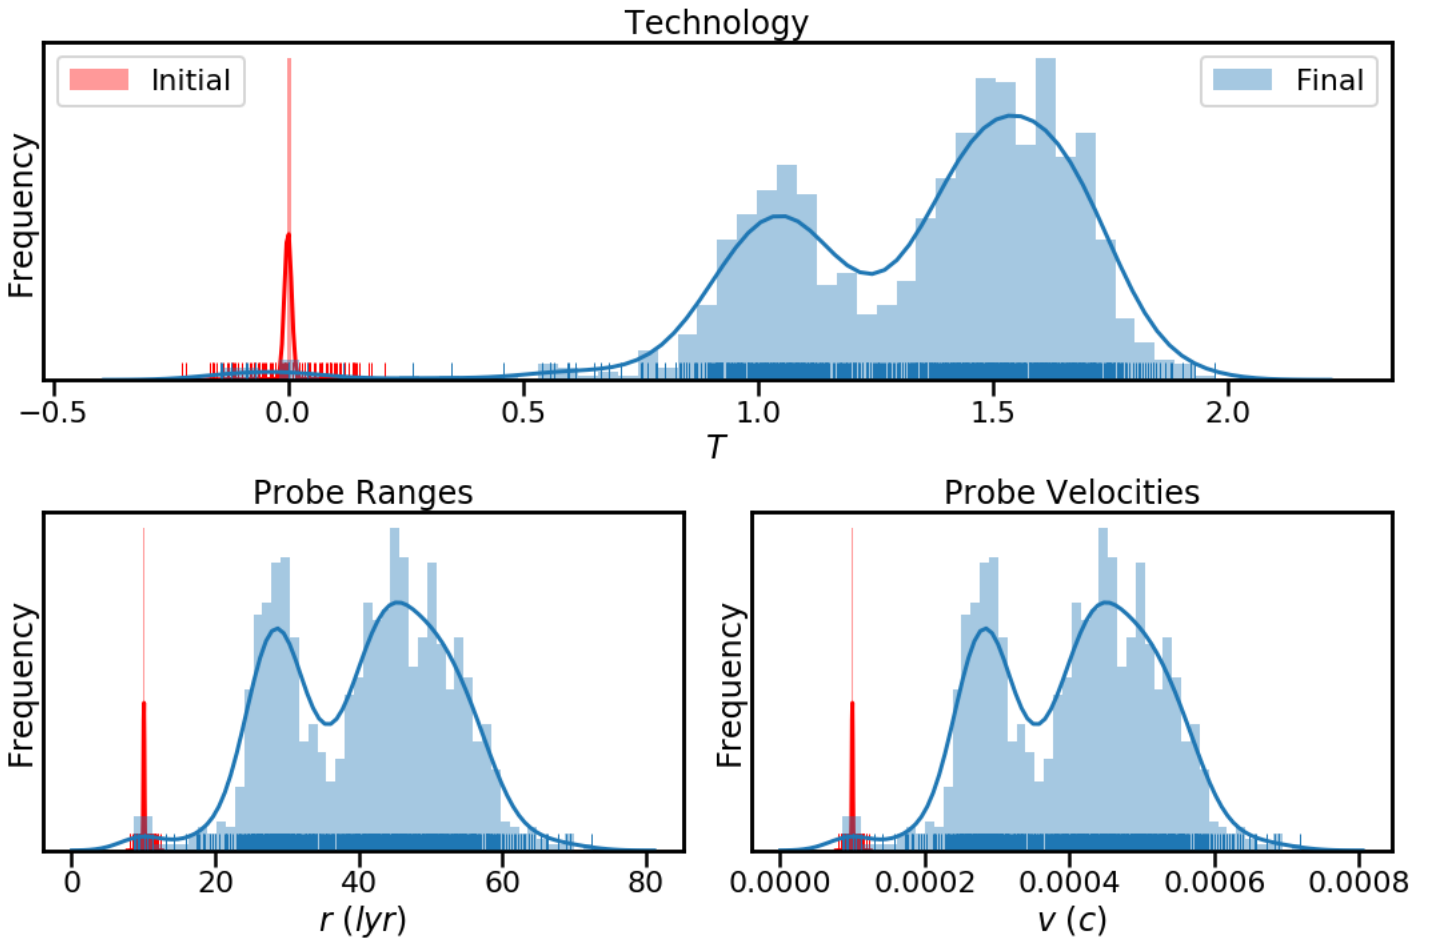 Technology
Initial
Final
Frequency
−0.5 0.0 0.5 1.0 1.5 2.0
T
Probe Ranges
Frequency
0 20 40 60 80
r (lyr)
Probe Velocities
Frequency
0.0000 0.0002 0.0004 0.0006 0.0008
v (c)